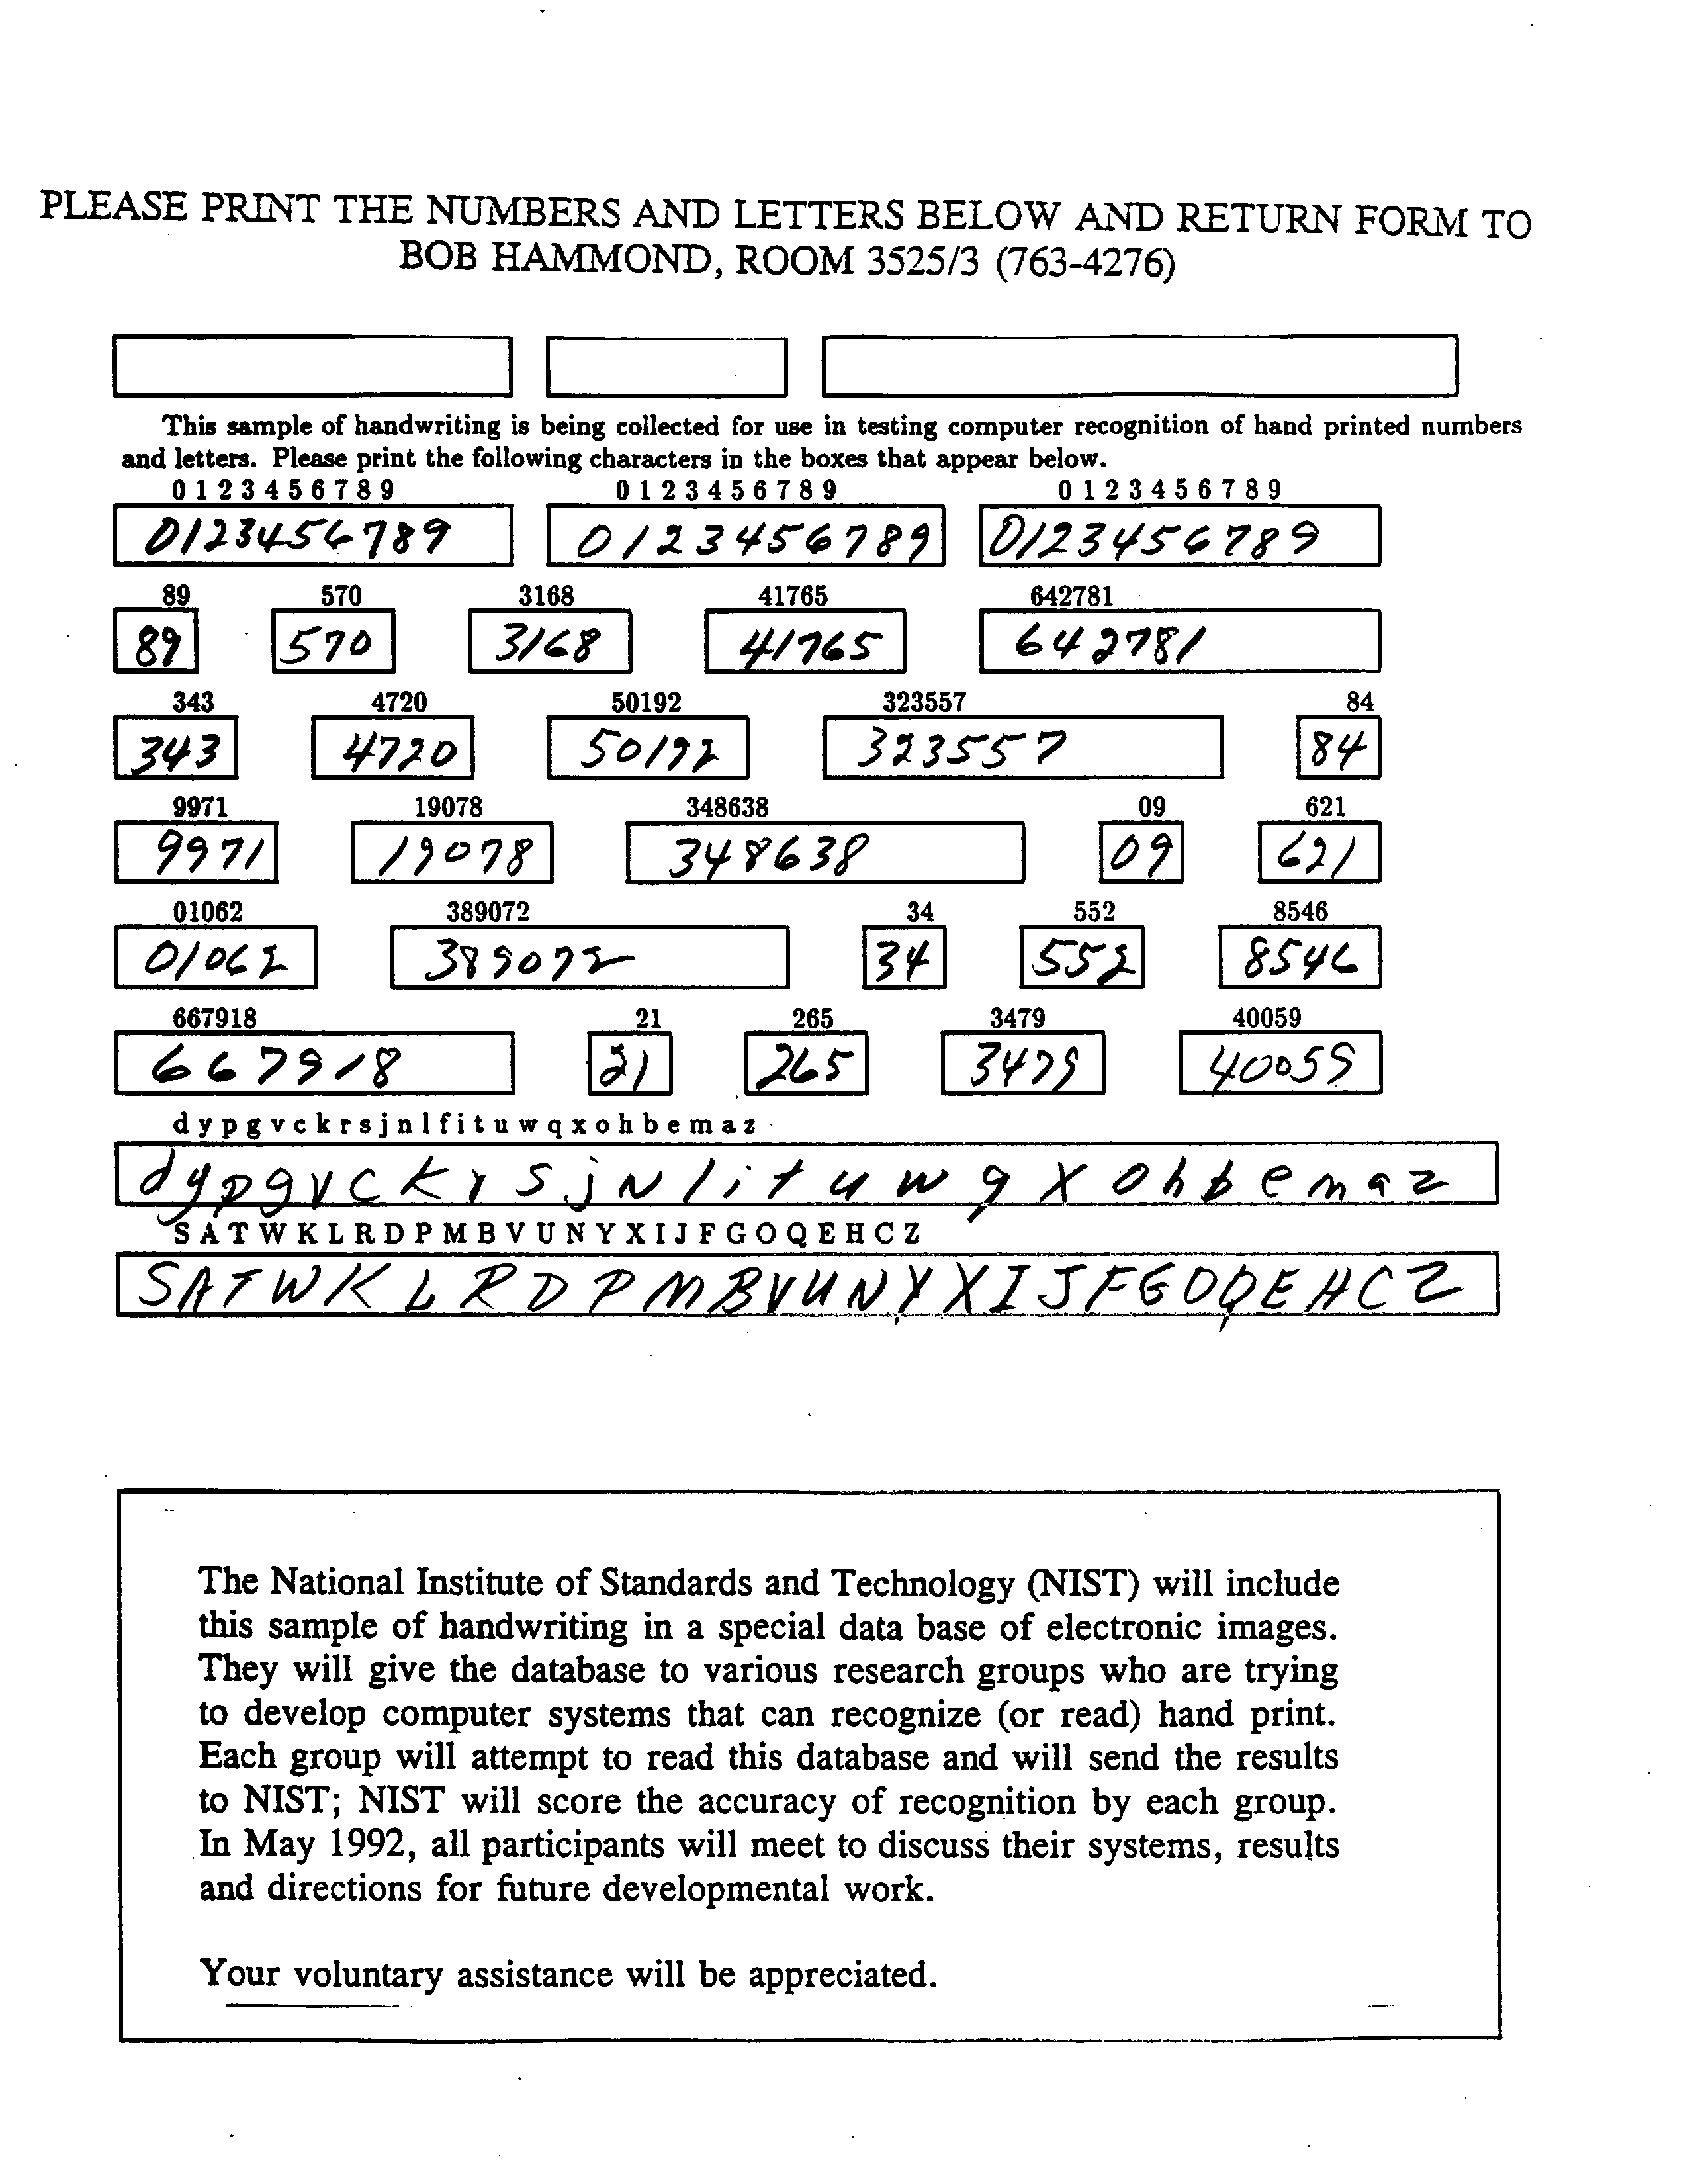 PLEASE PRINT THE NUMBERS AND LETTERS BELOW AND RETURN FORM TO
BOB HAMMOND, ROOM 3525/3 (763-4276)
This sample of handwriting is being collected for use in testing computer recognition of hand printed numbers
and letters. Please print the following characters in the boxes that appear below.
0 1 2 3 4 5 6 7 8 9 0 1 2 3 4 5 6 7 8 9 0 1 2 3 4 5 6 7 8 9
0123456789 0123456789 0123456789
89 570 3168 41765 642781
89 570 3168 41765 642781
343 4720 50192 323557 84
343 4720 50192 323557 84
9971 19078 348638 09 621
9971 19078 348638 09 621
01062 389072 34 552 8546
01062 389072 34 552 8546
667918 21 265 3479 40059
667918 21 265 3479 40059
d y p g v c k r s j n l f i t u w q x o h b e m a z
d y p g v c k r s j N l i t u w q x o h b e m a z
S A T W K L R D P M B V U N Y X I J F G O Q E H C Z
S A T W K L R D P M B V U N Y X I J F G O Q E H C Z
The National Institute of Standards and Technology (NIST) will include
this sample of handwriting in a special data base of electronic images.
They will give the database to various research groups who are trying
to develop computer systems that can recognize (or read) hand print.
Each group will attempt to read this database and will send the results
to NIST; NIST will score the accuracy of recognition by each group.
In May 1992, all participants will meet to discuss their systems, results
and directions for future developmental work.
Your voluntary assistance will be appreciated.